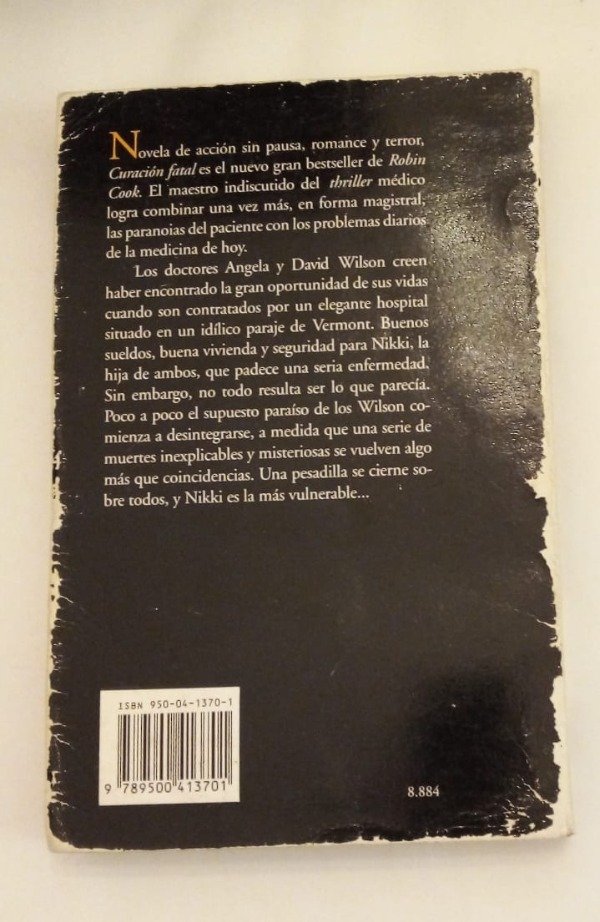 Novela de acción sin pausa, romance y terror,
Curación fatal es el nuevo gran bestseller de Robin
Cook. El maestro indiscutido del thriller médico
logra combinar una vez más, en forma magistral,
las paranoias del paciente con los problemas diarios
de la medicina de hoy.
Los doctores Angela y David Wilson creen
haber encontrado la gran oportunidad de sus vidas
cuando son contratados por un elegante hospital
situado en un idílico paraje de Vermont. Buenos
sueldos, buena vivienda y seguridad para Nikki, la
hija de ambos, que padece una seria enfermedad.
Sin embargo, no todo resulta ser lo que parecía.
Poco a poco el supuesto paraíso de los Wilson co-
mienza a desintegrarse, a medida que una serie de
muertes inexplicables y misteriosas se vuelven algo
más que coincidencias. Una pesadilla se cierne so-
bre todos, y Nikki es la más vulnerable...
ISBN 950-04-1370-1
9 789500 413701
8.884